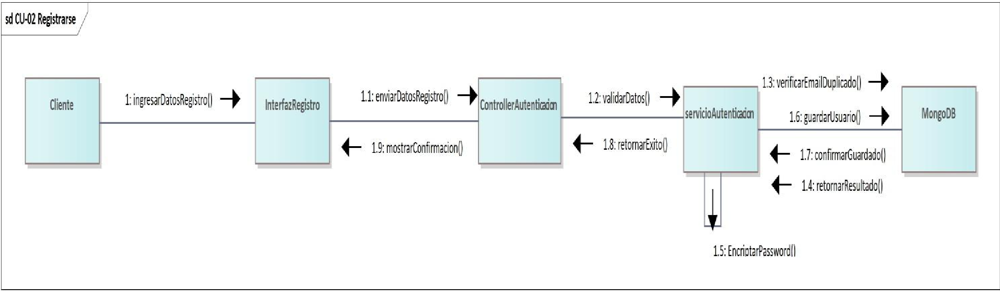 sd CU-02 Registrarse
Cliente
1: ingresarDatosRegistro()
InterfazRegistro
1.1: enviarDatosRegistro()
1.9: mostrarConfirmacion()
ControllerAutenticacion
1.2: validarDatos()
1.8: retornarExito()
servicioAutenticacion
1.3: verificarEmailDuplicado()
1.6: guardarUsuario()
1.7: confirmarGuardado()
1.4: retornarResultado()
MongoDB
1.5: EncriptarPassword()